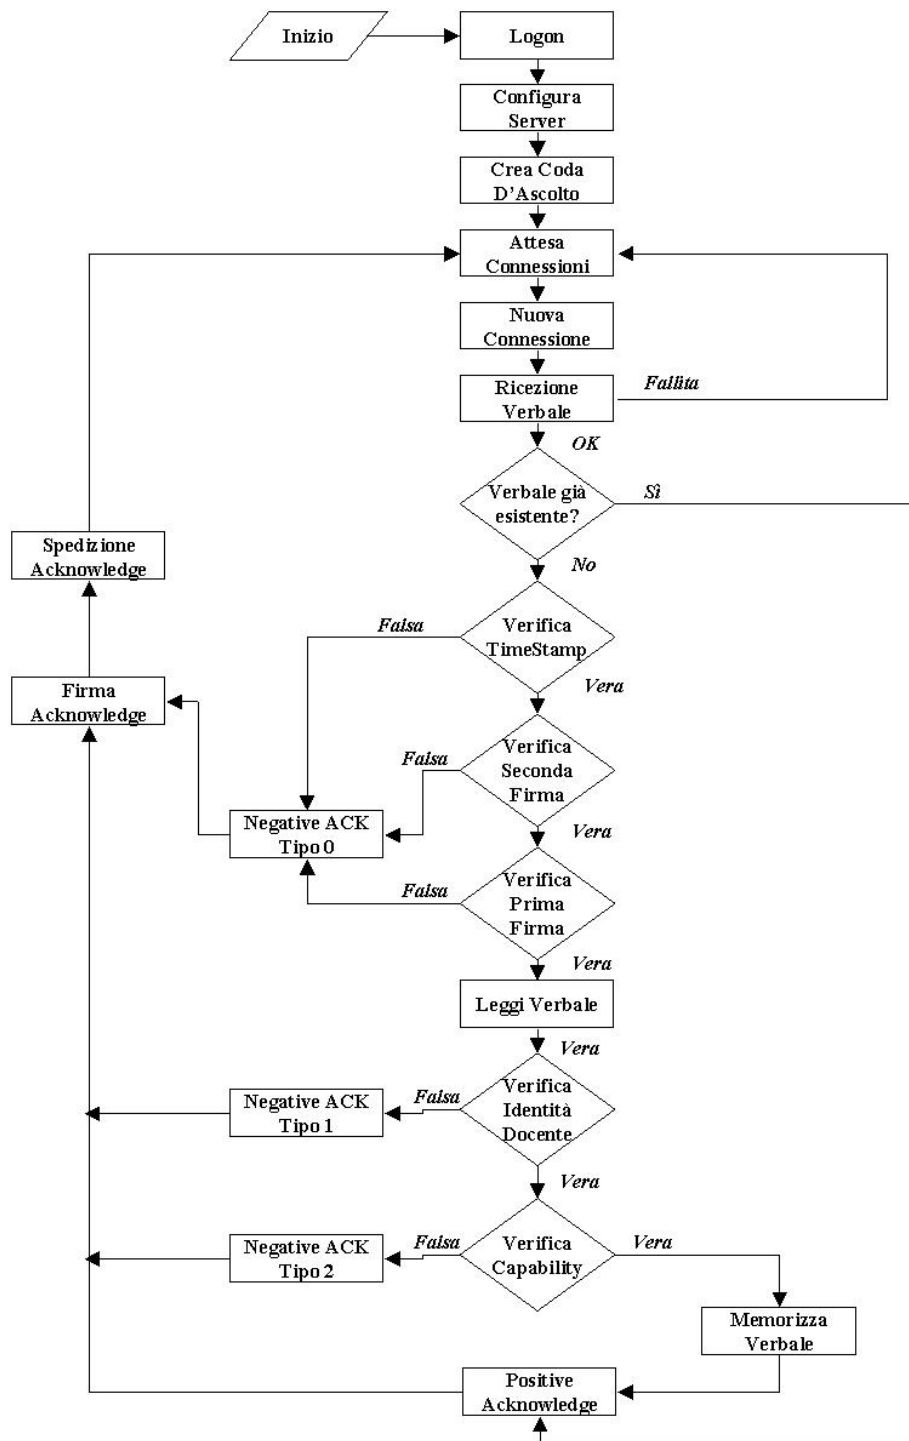 Inizio
Logon
Configura
Server
Crea Coda
D'Ascolto
Attesa
Connessioni
Nuova
Connessione
Ricezione
Verbale
Fallita
OK
Verbale già
esistente?
Sì
No
Spedizione
Acknowledge
Verifica
TimeStamp
Falsa
Vera
Firma
Acknowledge
Verifica
Seconda
Firma
Falsa
Vera
Negative ACK
Tipo 0
Verifica
Prima
Firma
Falsa
Vera
Leggi Verbale
Vera
Verifica
Identità
Docente
Falsa
Negative ACK
Tipo 1
Vera
Verifica
Capability
Falsa
Vera
Negative ACK
Tipo 2
Memorizza
Verbale
Positive
Acknowledge